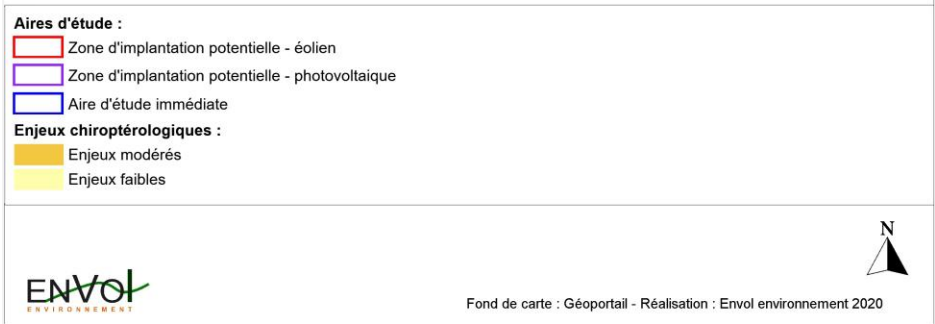 Aires d'étude :
Zone d'implantation potentielle - éolien
Zone d'implantation potentielle - photovoltaique
Aire d'étude immédiate
Enjeux chiroptérologiques :
Enjeux modérés
Enjeux faibles
N
ENVOl
ENVIRONNEMENT
Fond de carte : Géoportail - Réalisation : Envol environnement 2020